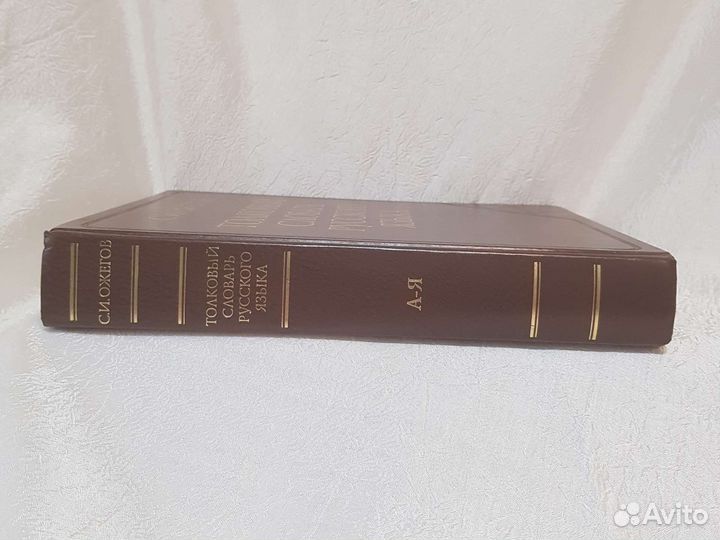 С.И.ОЖЕГОВ
ТОЛКОВЫЙ
СЛОВАРЬ
РУССКОГО
ЯЗЫКА
А-Я
Avito